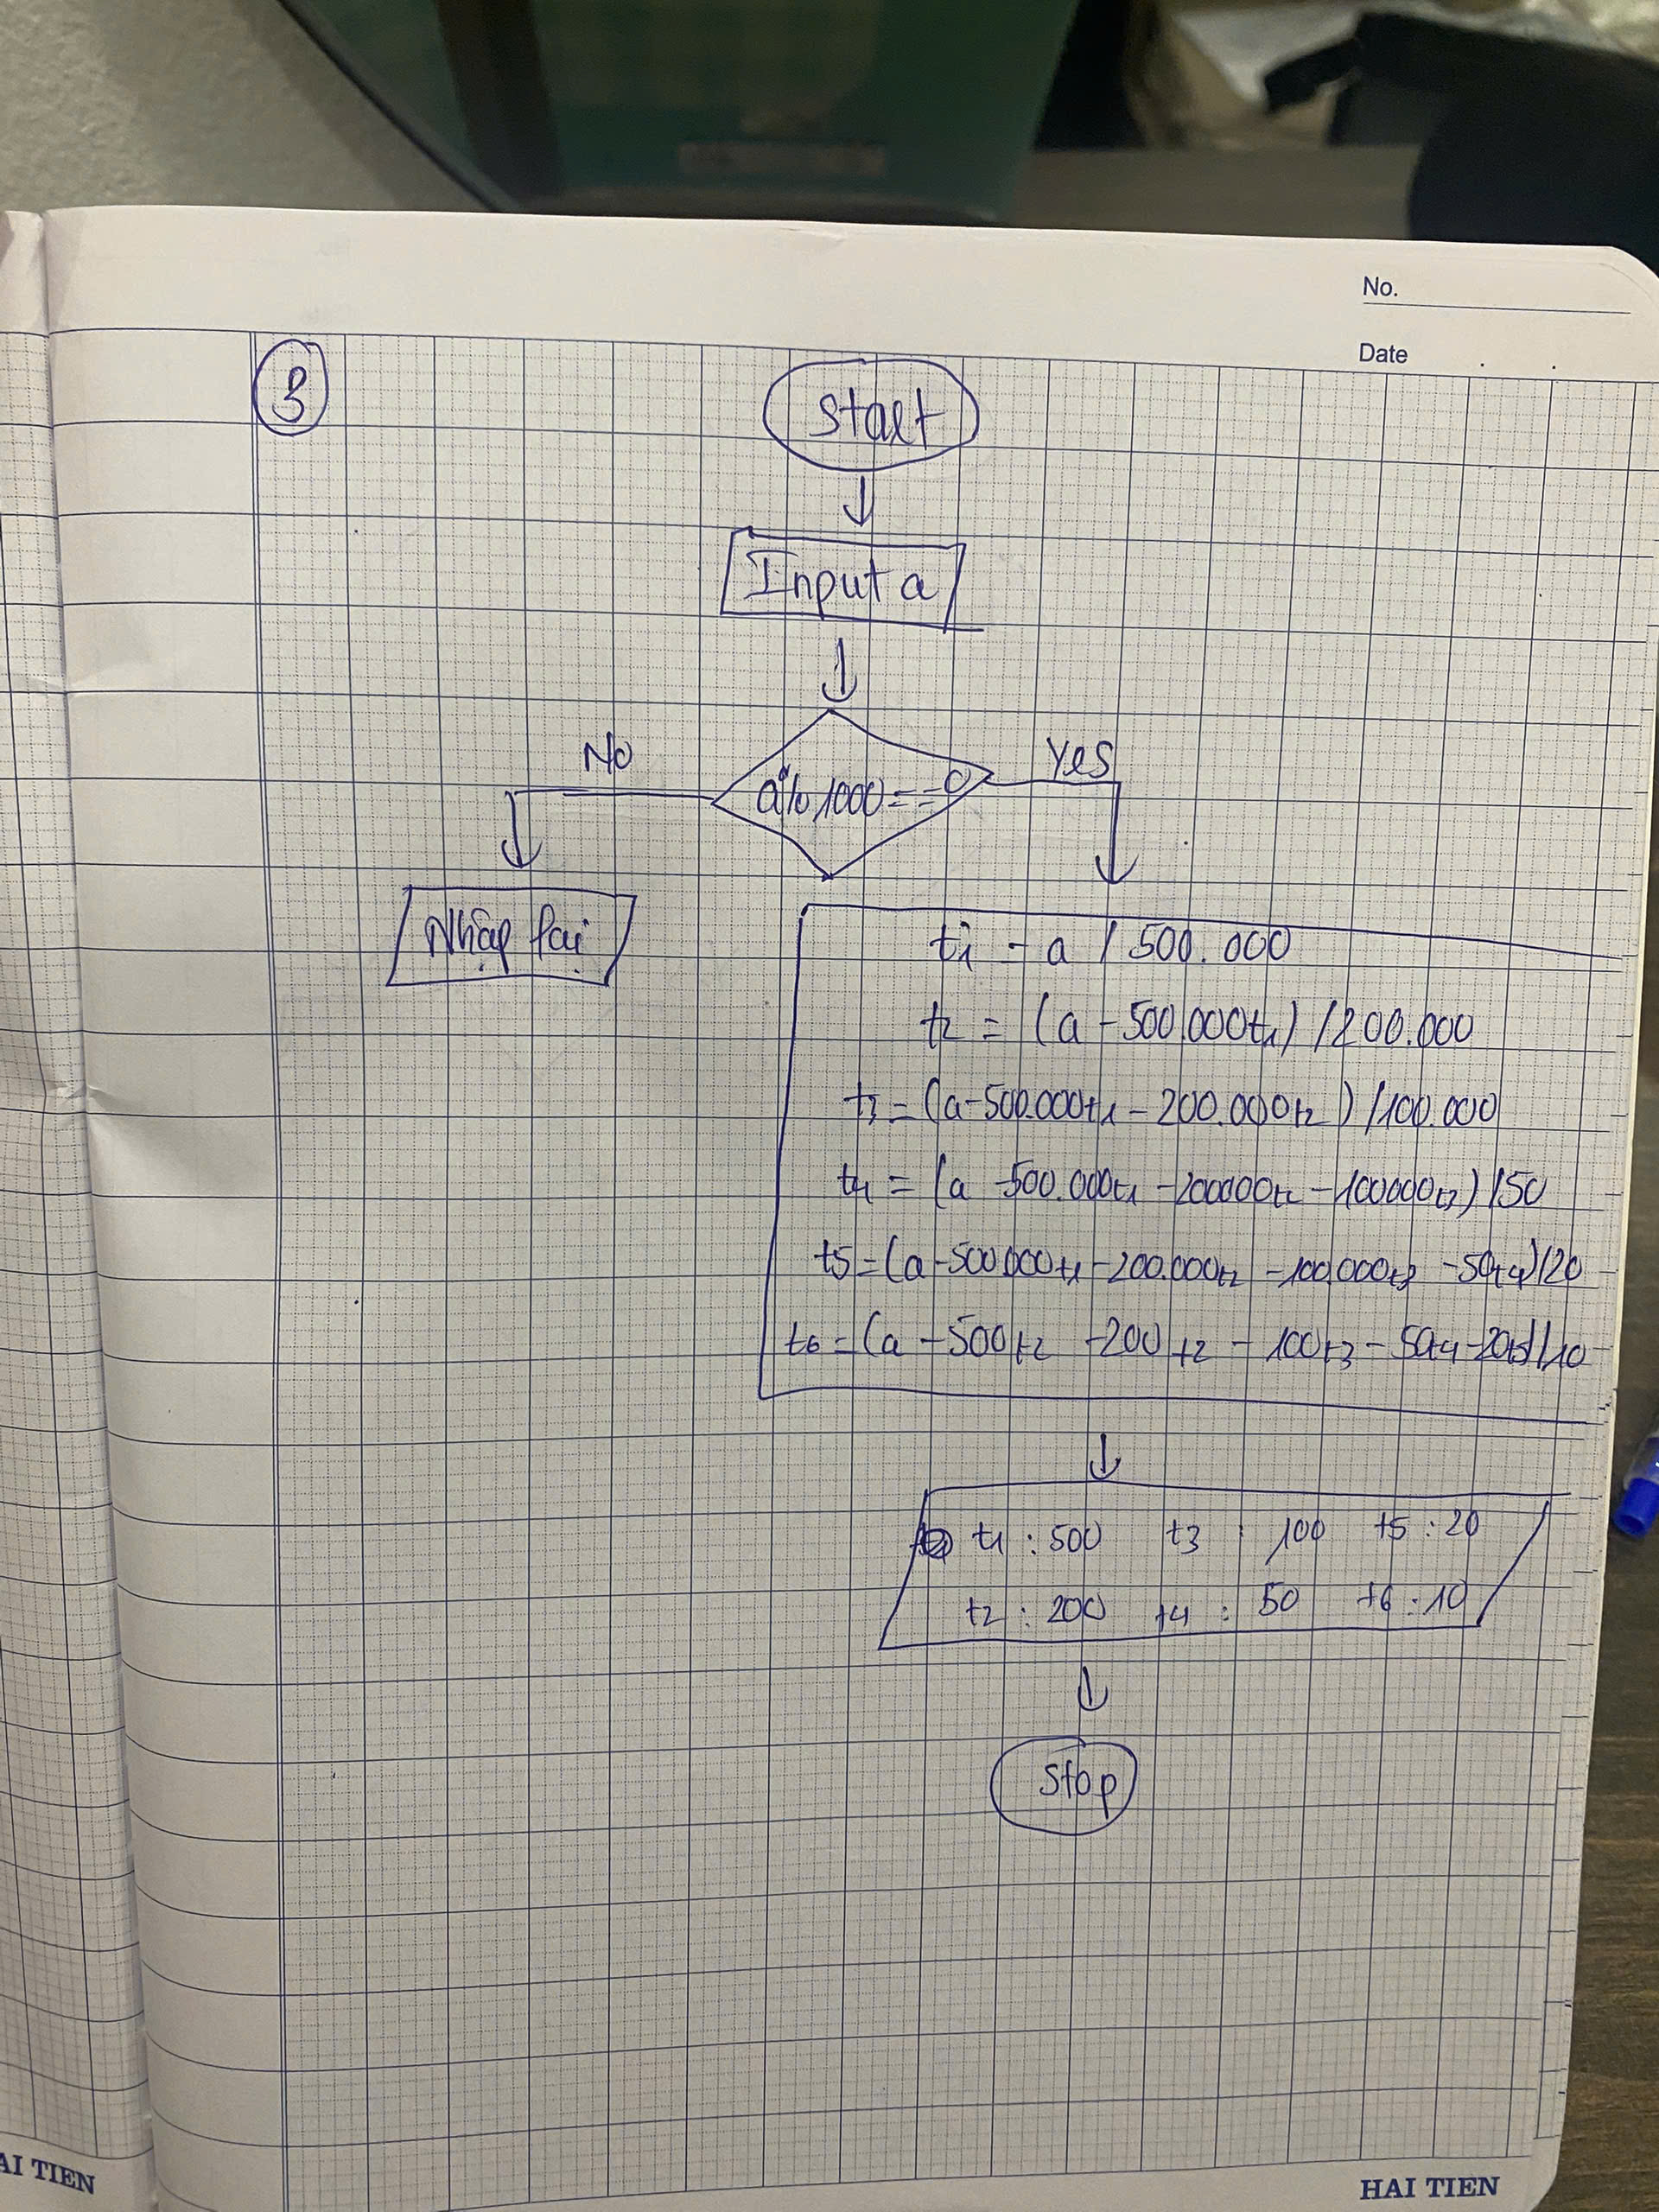 No.
Date
3
Start
Input a
a%1000==0
No
Yes
Nhập lại
t1 = a / 500.000
t2 = (a - 500.000t1) / 200.000
t3 = (a-500.000t1 - 200.000t2) /100.000
t4 = (a -500.000t1 -200000t2 -100000t3) /50
t5 = (a -500.000t1 -200.000t2 -100.000t3 -50t4)/20
t6 = (a -500t2 -200t2 - 100t3 - 50t4 -20t5)/10
t1 : 500 t3 : 100 t5 : 20
t2 : 200 t4 : 50 t6 : 10
Stop
AI TIEN
HAI TIEN